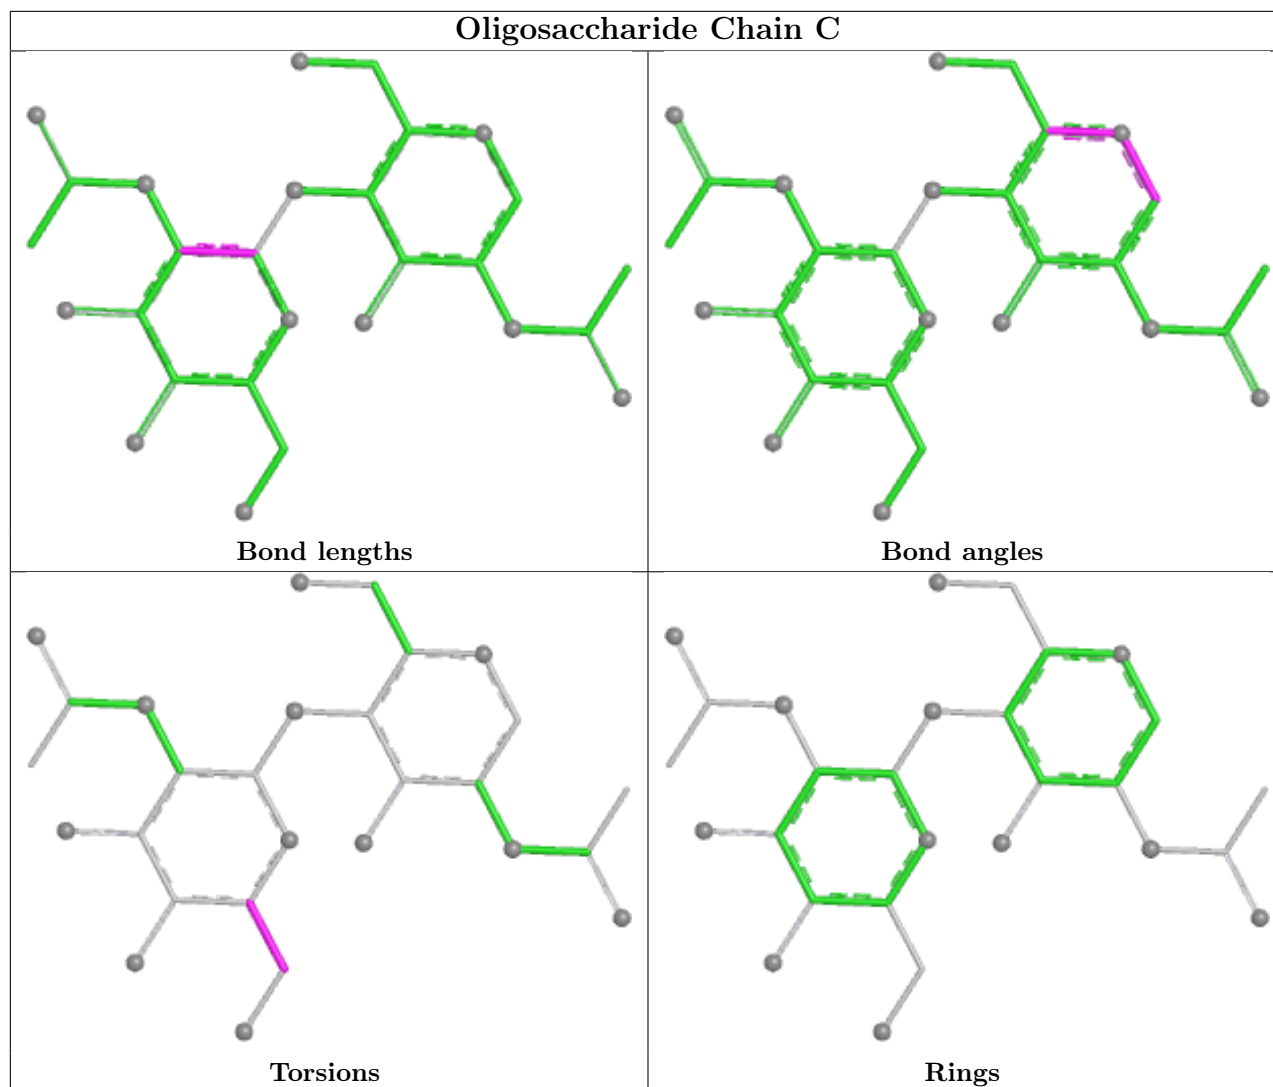 Oligosaccharide Chain C
Bond lengths
Bond angles
Torsions
Rings